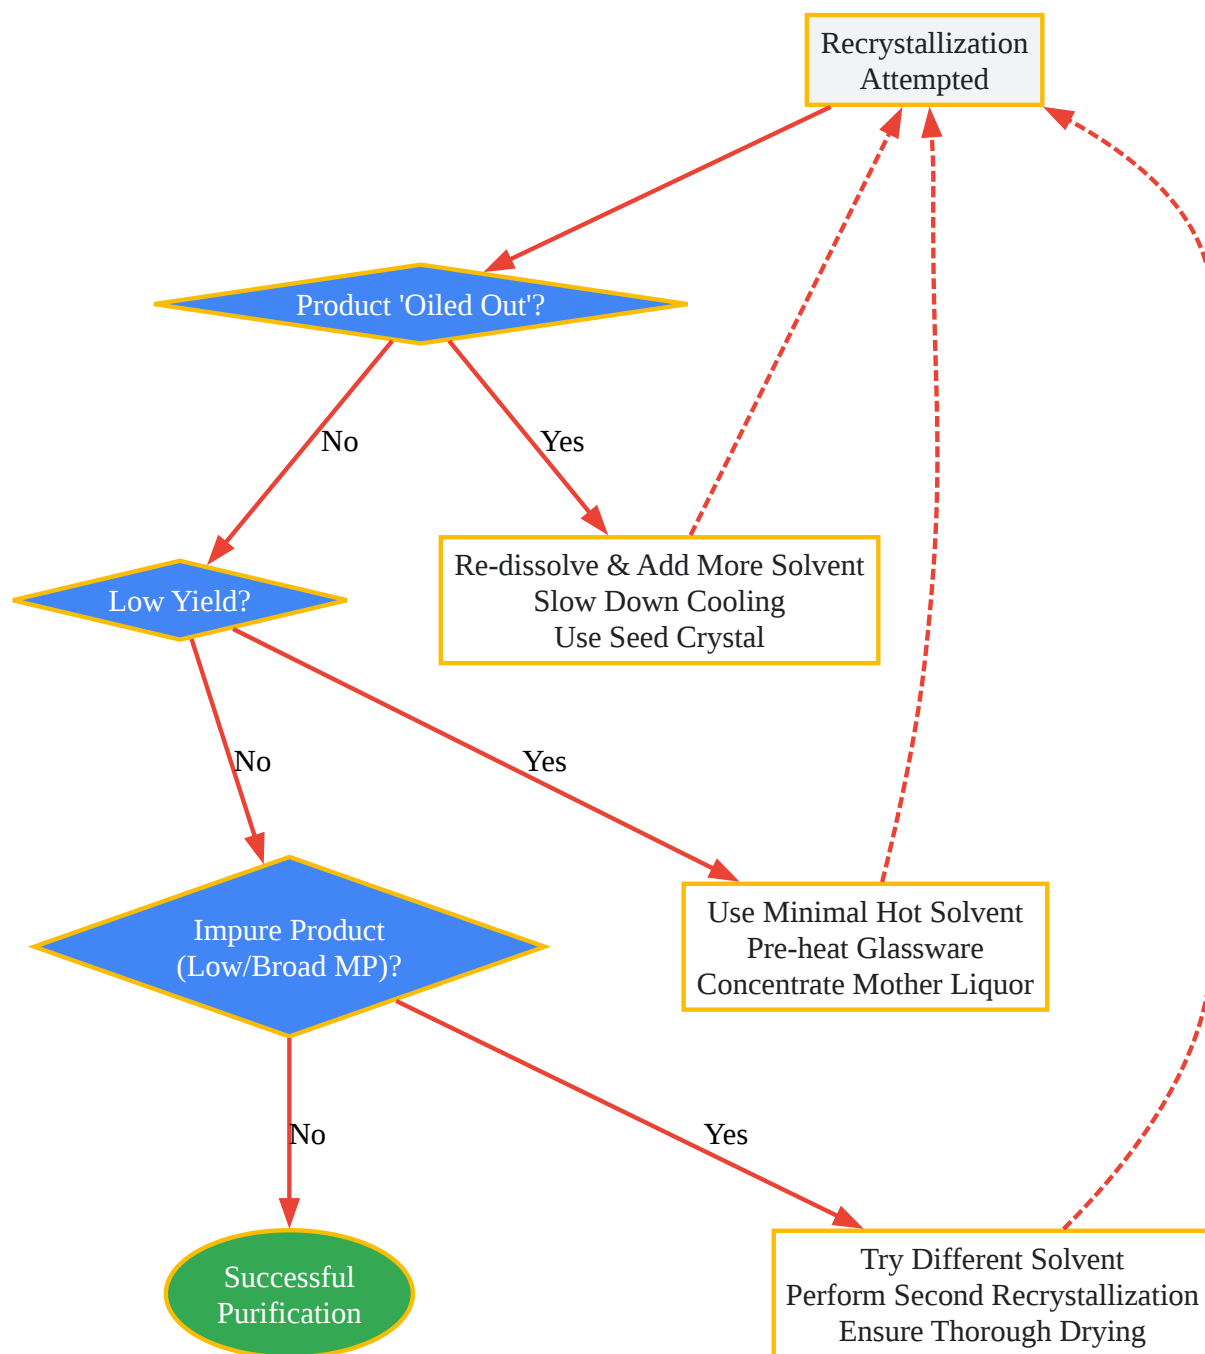 Recrystallization
Attempted
Product 'Oiled Out'?
No
Yes
Low Yield?
Re-dissolve & Add More Solvent
Slow Down Cooling
Use Seed Crystal
No
Yes
Impure Product
(Low/Broad MP)?
Use Minimal Hot Solvent
Pre-heat Glassware
Concentrate Mother Liquor
No
Yes
Successful
Purification
Try Different Solvent
Perform Second Recrystallization
Ensure Thorough Drying